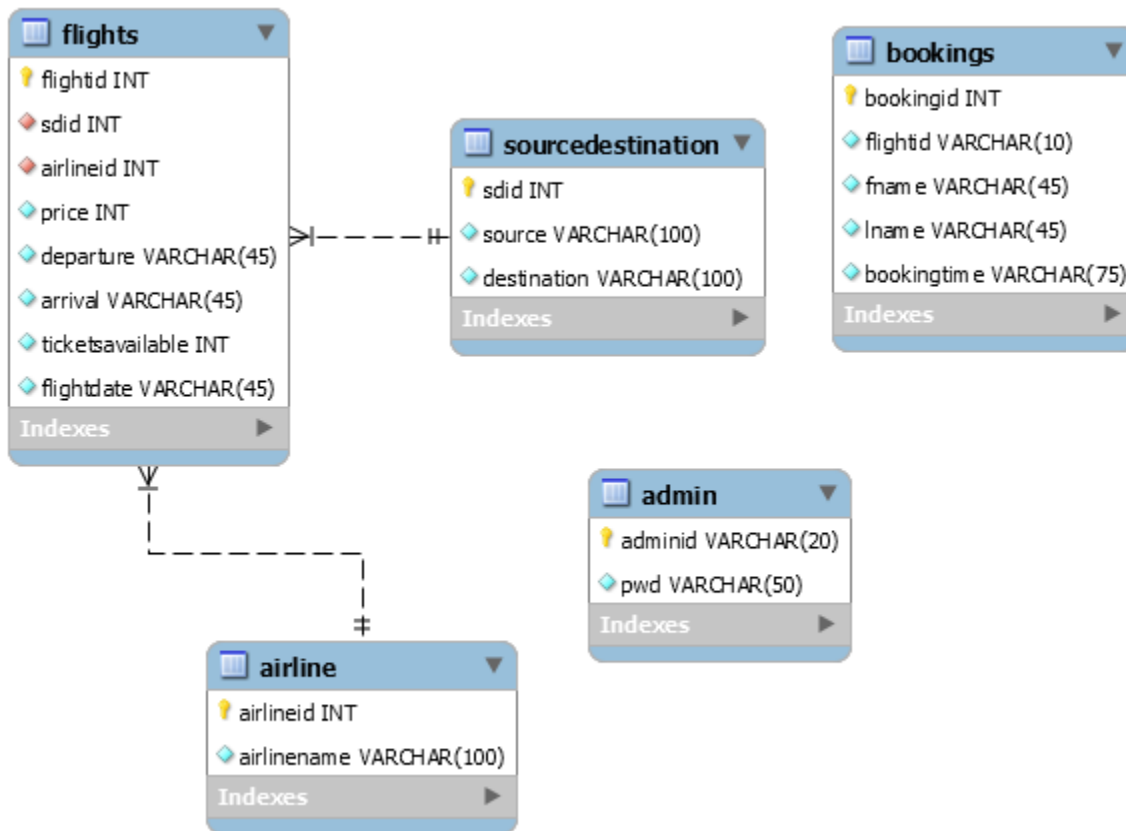 flights
flightid INT
sdid INT
airlineid INT
price INT
departure VARCHAR(45)
arrival VARCHAR(45)
ticketsavailable INT
flightdate VARCHAR(45)
Indexes
sourcedestination
sdid INT
source VARCHAR(100)
destination VARCHAR(100)
Indexes
bookings
bookingid INT
flightid VARCHAR(10)
fname VARCHAR(45)
lname VARCHAR(45)
bookingtime VARCHAR(75)
Indexes
admin
adminid VARCHAR(20)
pwd VARCHAR(50)
Indexes
airline
airlineid INT
airlinename VARCHAR(100)
Indexes